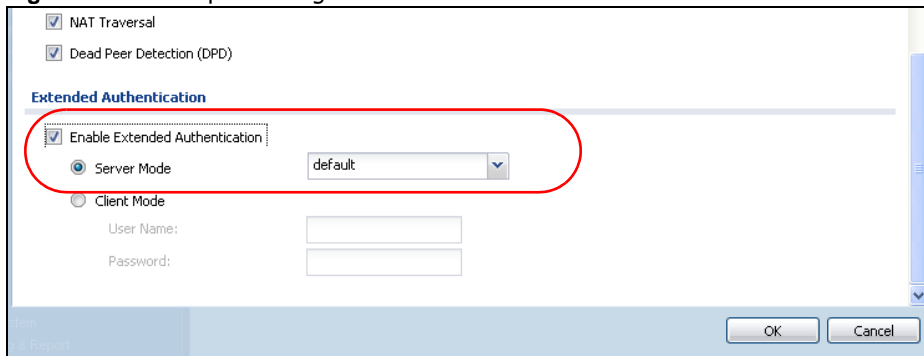 NAT Traversal
Dead Peer Detection (DPD)
Extended Authentication
Enable Extended Authentication
Server Mode default
Client Mode
User Name:
Password:
& Report
OK Cancel